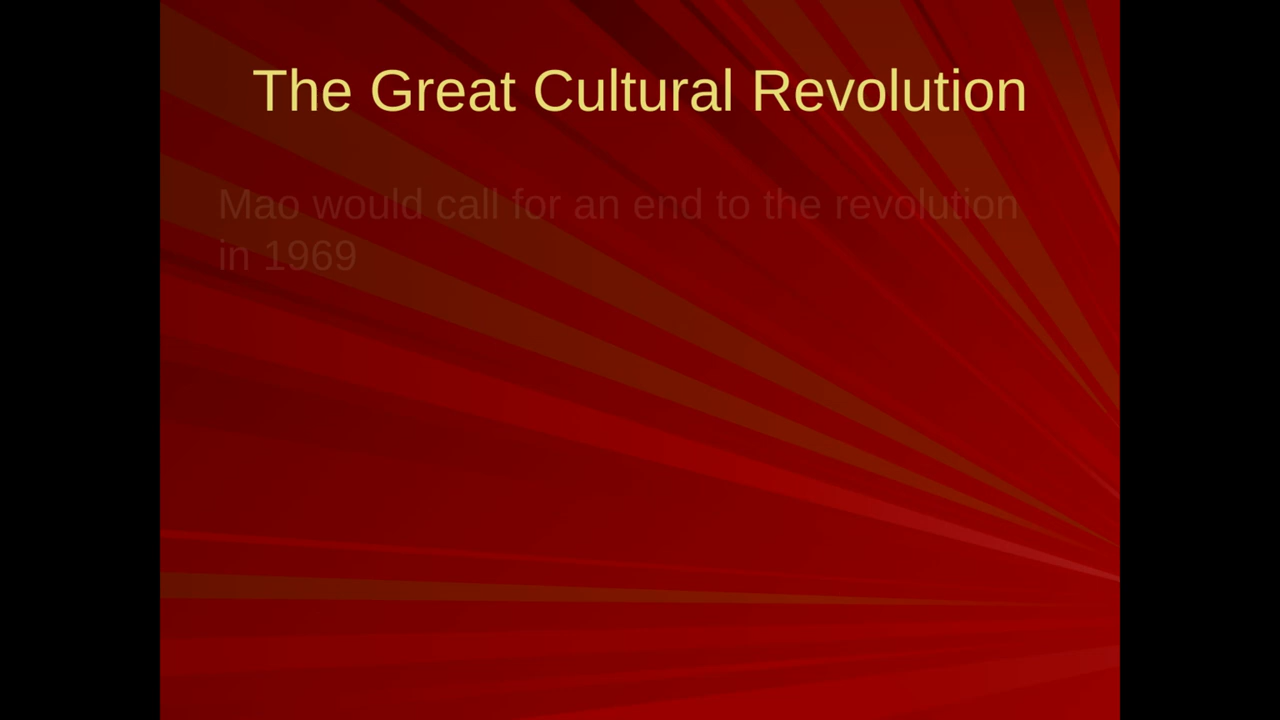 The Great Cultural Revolution
Mao would call for an end to the revolution
in 1969